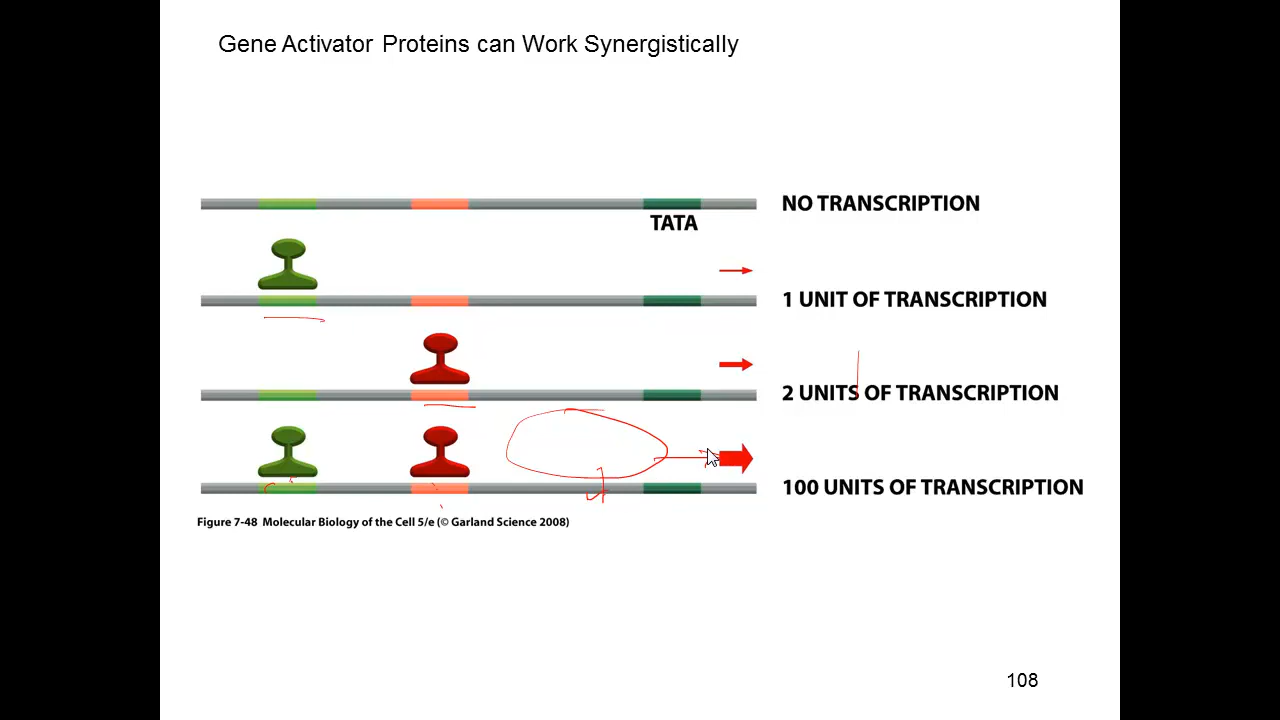 Gene Activator Proteins can Work Synergistically
NO TRANSCRIPTION
TATA
1 UNIT OF TRANSCRIPTION
2 UNITS OF TRANSCRIPTION
100 UNITS OF TRANSCRIPTION
Figure 7-48 Molecular Biology of the Cell 5/e (© Garland Science 2008)
108